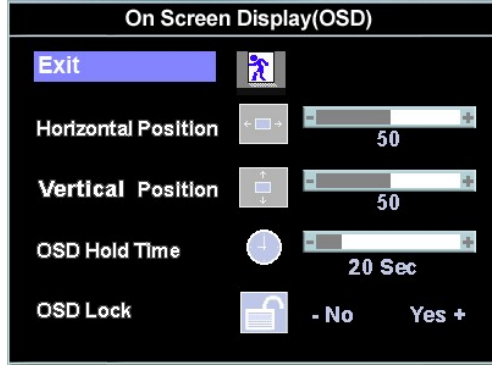 On Screen Display(OSD)
Exit
Horizontal Position
- +
50
Vertical Position
- +
50
OSD Hold Time
- +
20 Sec
OSD Lock - No Yes +